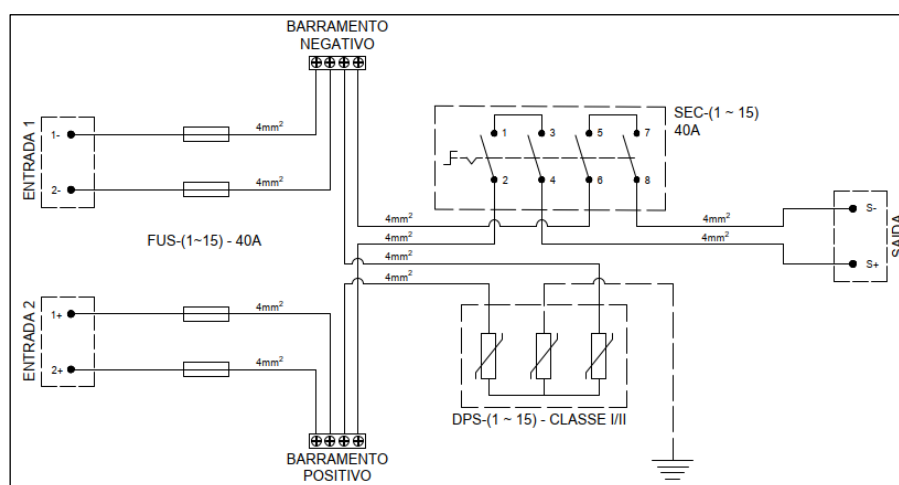 BARRAMENTO
NEGATIVO
ENTRADA 1
1-
4mm²
2-
4mm²
FUS-(1~15) - 40A
SEC-(1 ~ 15)
40A
1
3
5
7
2
4
6
8
4mm²
4mm²
4mm²
4mm²
4mm²
4mm²
S-
S+
SAIDA
ENTRADA 2
1+
4mm²
2+
4mm²
DPS-(1 ~ 15) - CLASSE I/II
BARRAMENTO
POSITIVO